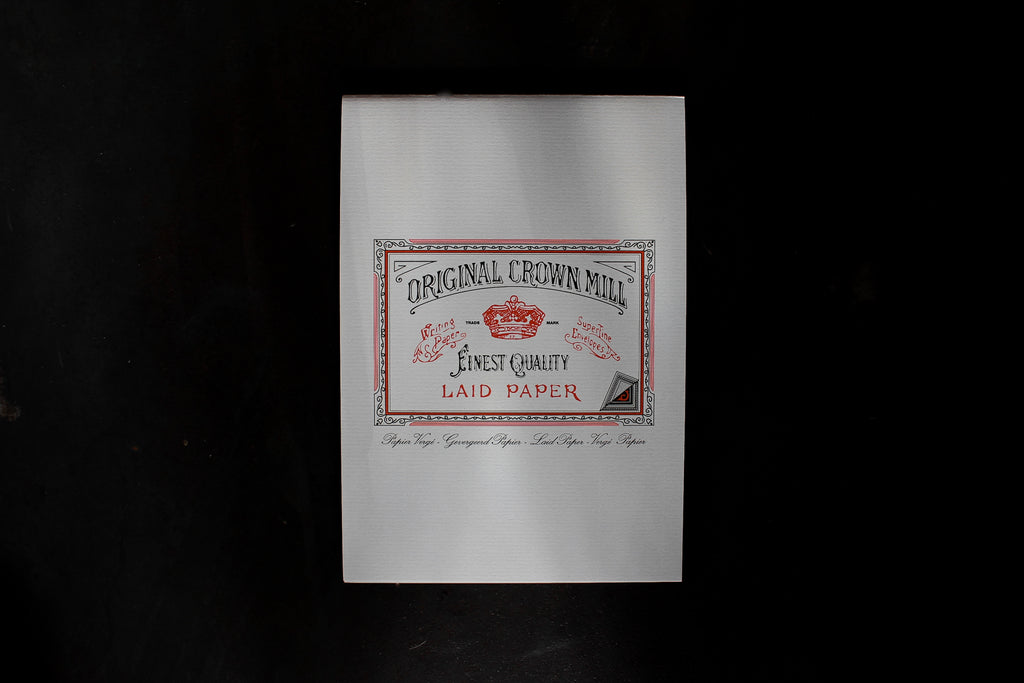 ORIGINAL CROWN MILL
TRADE MARK
Writing & Paper
Superfine Envelopes
FINEST QUALITY
LAID PAPER
Papier Vergé - Gevergeerd Papier - Laid Paper - Vergé Papier